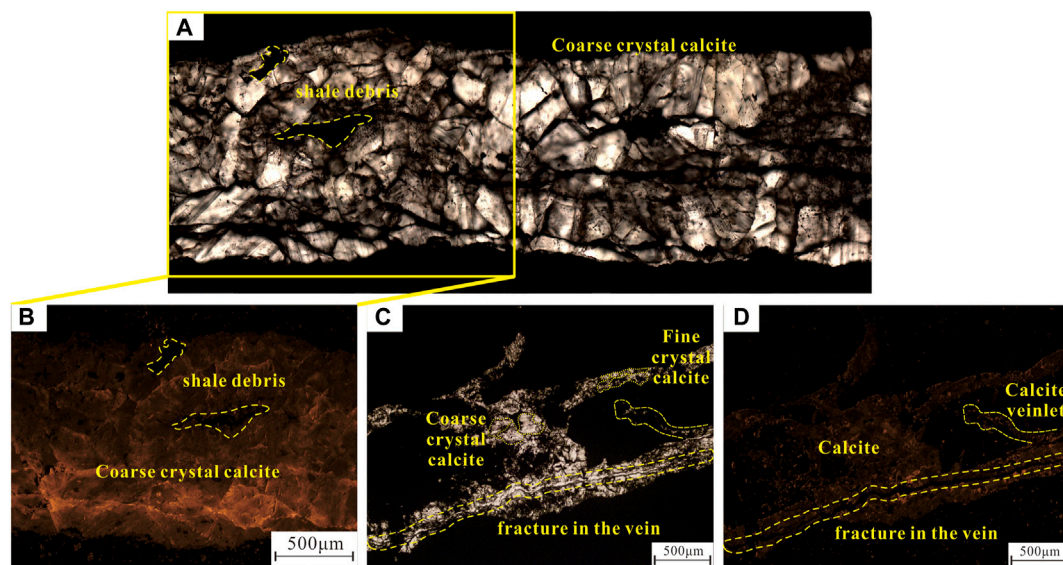 A
Coarse crystal calcite
shale debris
B
shale debris
Coarse crystal calcite
500μm
C
Fine
crystal
calcite
Coarse
crystal
calcite
fracture in the vein
500μm
D
Calcite
veinlet
Calcite
fracture in the vein
500μm